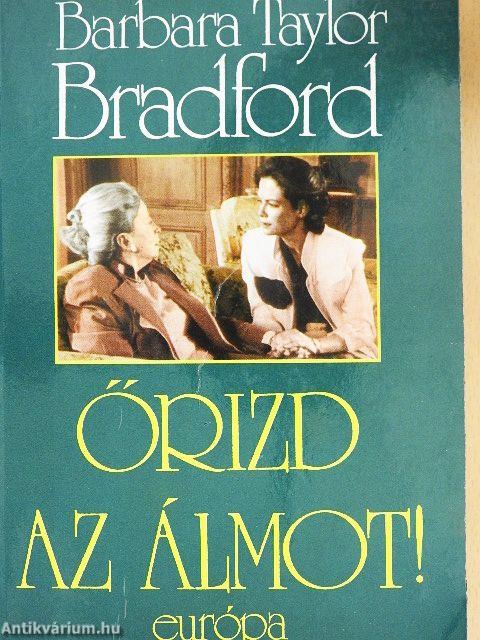 Barbara Taylor
Bradford
ŐRIZD
AZ ÁLMOT!
európa
Antikvárium.hu